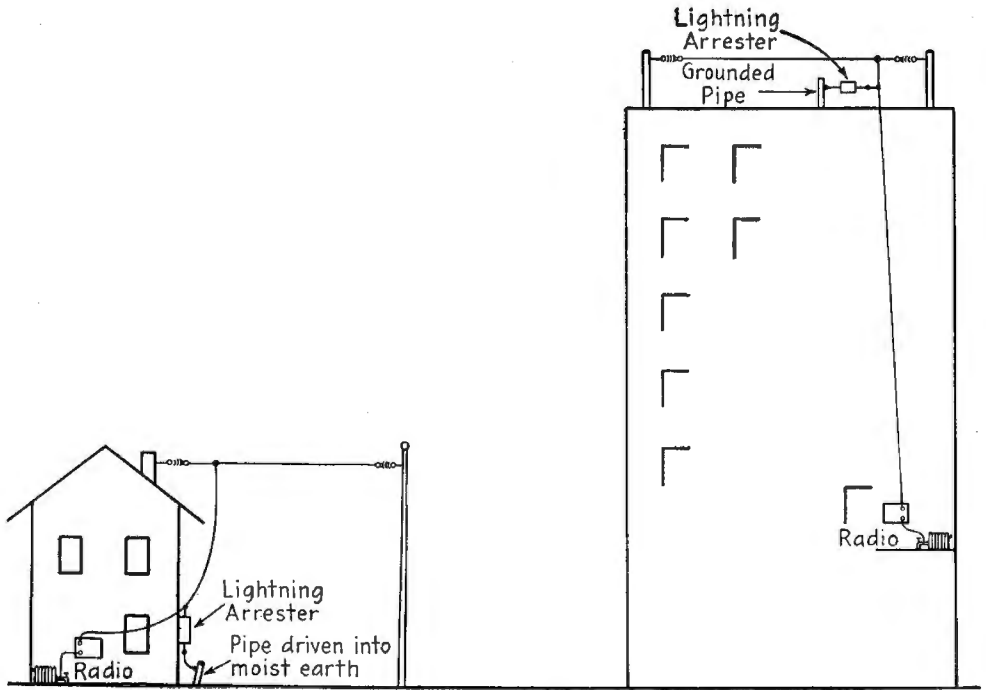 Lightning
Arrester
Grounded
Pipe
Radio
Lightning
Arrester
Pipe driven into
moist earth
Radio